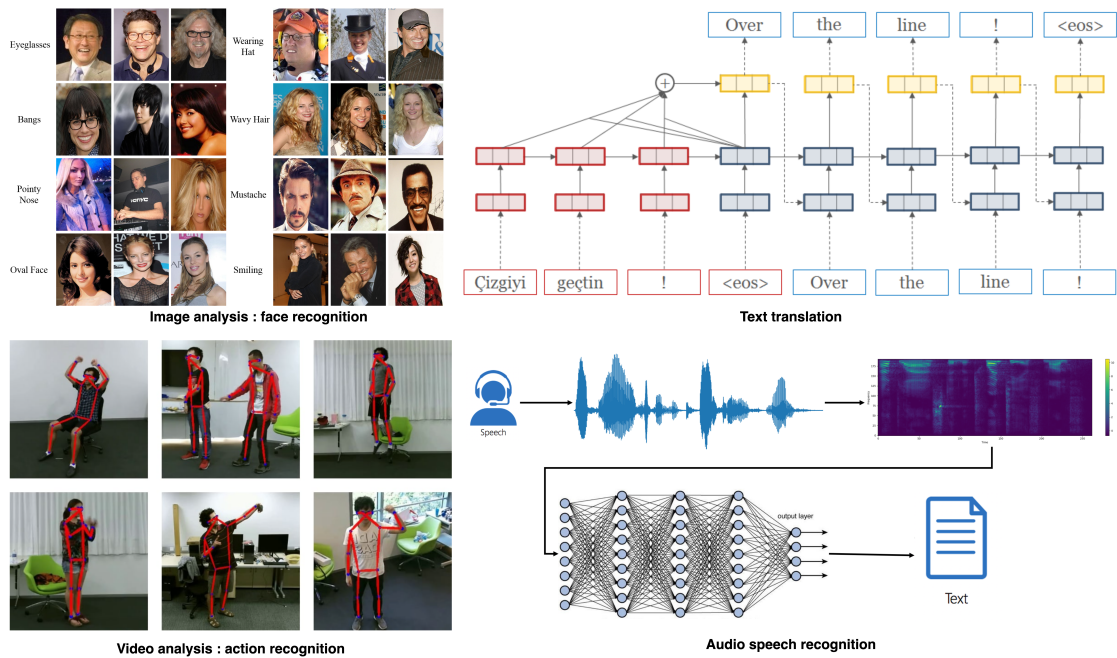 Eyeglasses
Wearing
Hat
Bangs
Wavy Hair
Pointy
Nose
Mustache
Oval Face
Smiling
Image analysis : face recognition
Over the line ! <eos>
+
Çizgiyi geçtin ! <eos> Over the line !
Text translation
Video analysis : action recognition
Speech
output layer
Text
Audio speech recognition